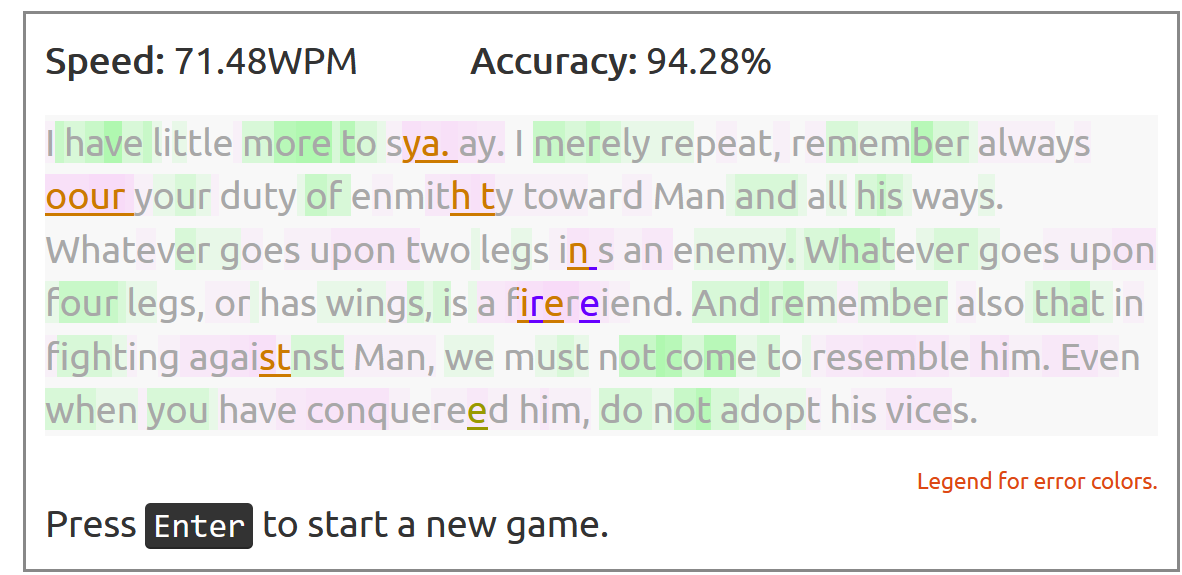 Speed: 71.48WPM Accuracy: 94.28%
I have little more to sya. ay. I merely repeat, remember always
oour your duty of enmith ty toward Man and all his ways.
Whatever goes upon two legs in s an enemy. Whatever goes upon
four legs, or has wings, is a firereiend. And remember also that in
fighting agaistnst Man, we must not come to resemble him. Even
when you have conquereed him, do not adopt his vices.
Legend for error colors.
Press Enter to start a new game.